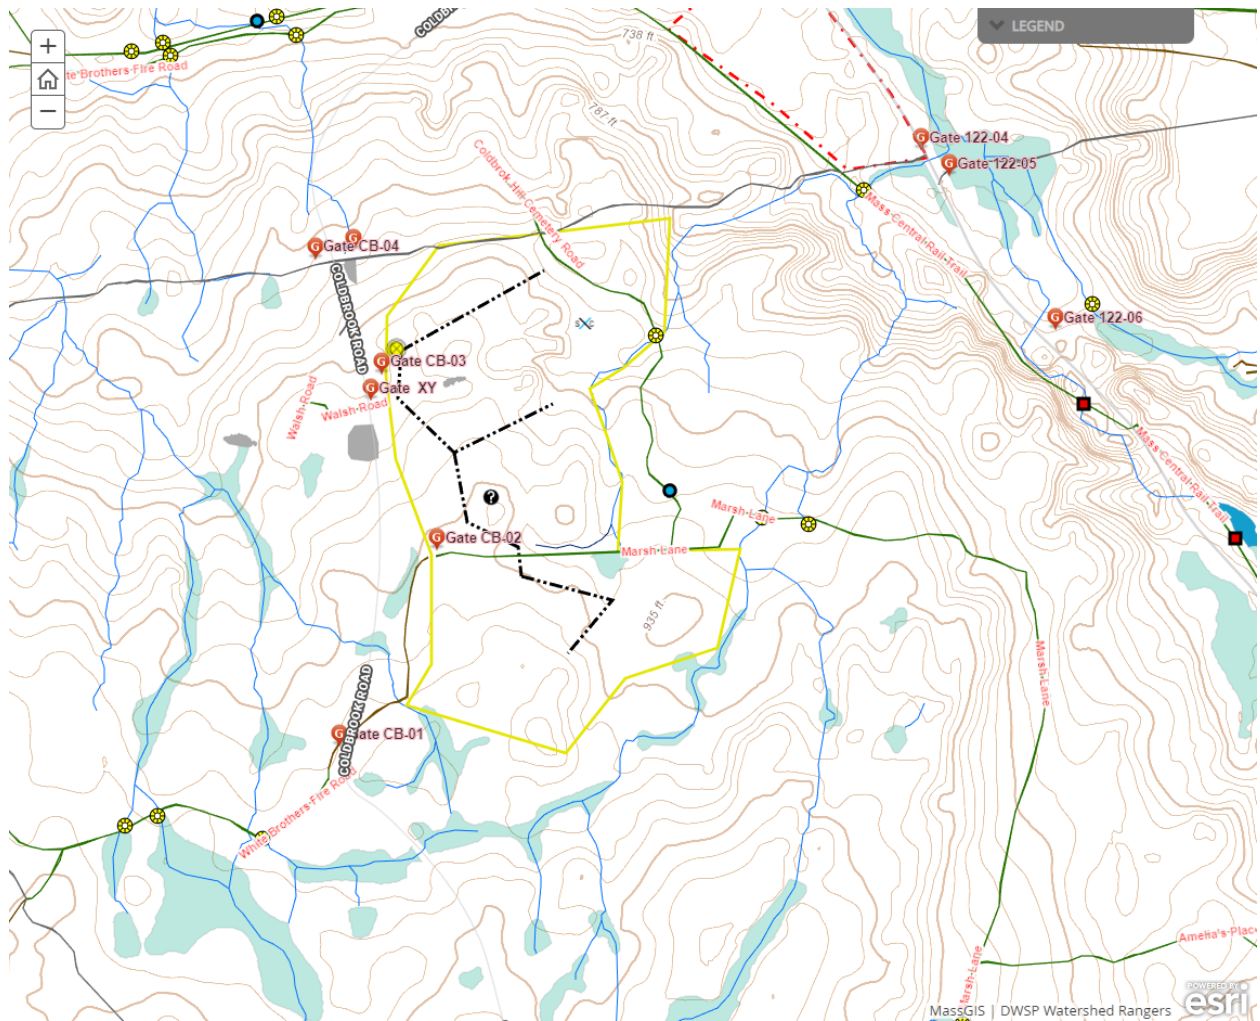 COLDB
738 ft
LEGEND
te Brothers Fire Road
787 ft
Gate 122-04
Gate 122-05
Coldbrok Hill Cemetery Road
Mass Central Rail Trail
Gate CB-04
COLDBROOK ROAD
Gate 122-06
Gate CB-03
Gate XY
Walsh Road
Walsh Road
Mass Central Rail Trail
?
Marsh Lane
Gate CB-02
Marsh Lane
935 ft
Marsh Lane
COLDBROOK ROAD
Gate CB-01
White Brothers Fire Road
Amelia's Place
Marsh Lane
POWERED BY
esri
MassGIS | DWSP Watershed Rangers